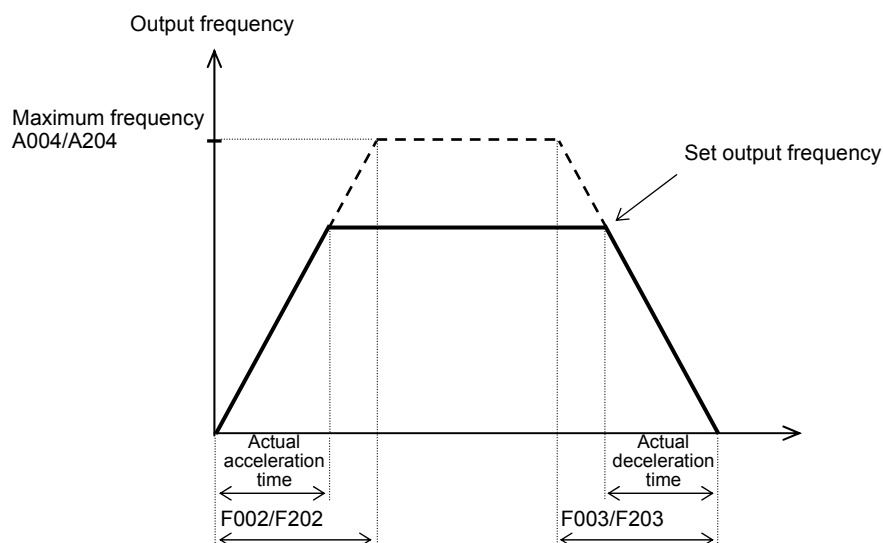 Output frequency
Maximum frequency
A004/A204
Set output frequency
Actual
acceleration
time
Actual
deceleration
time
F002/F202
F003/F203